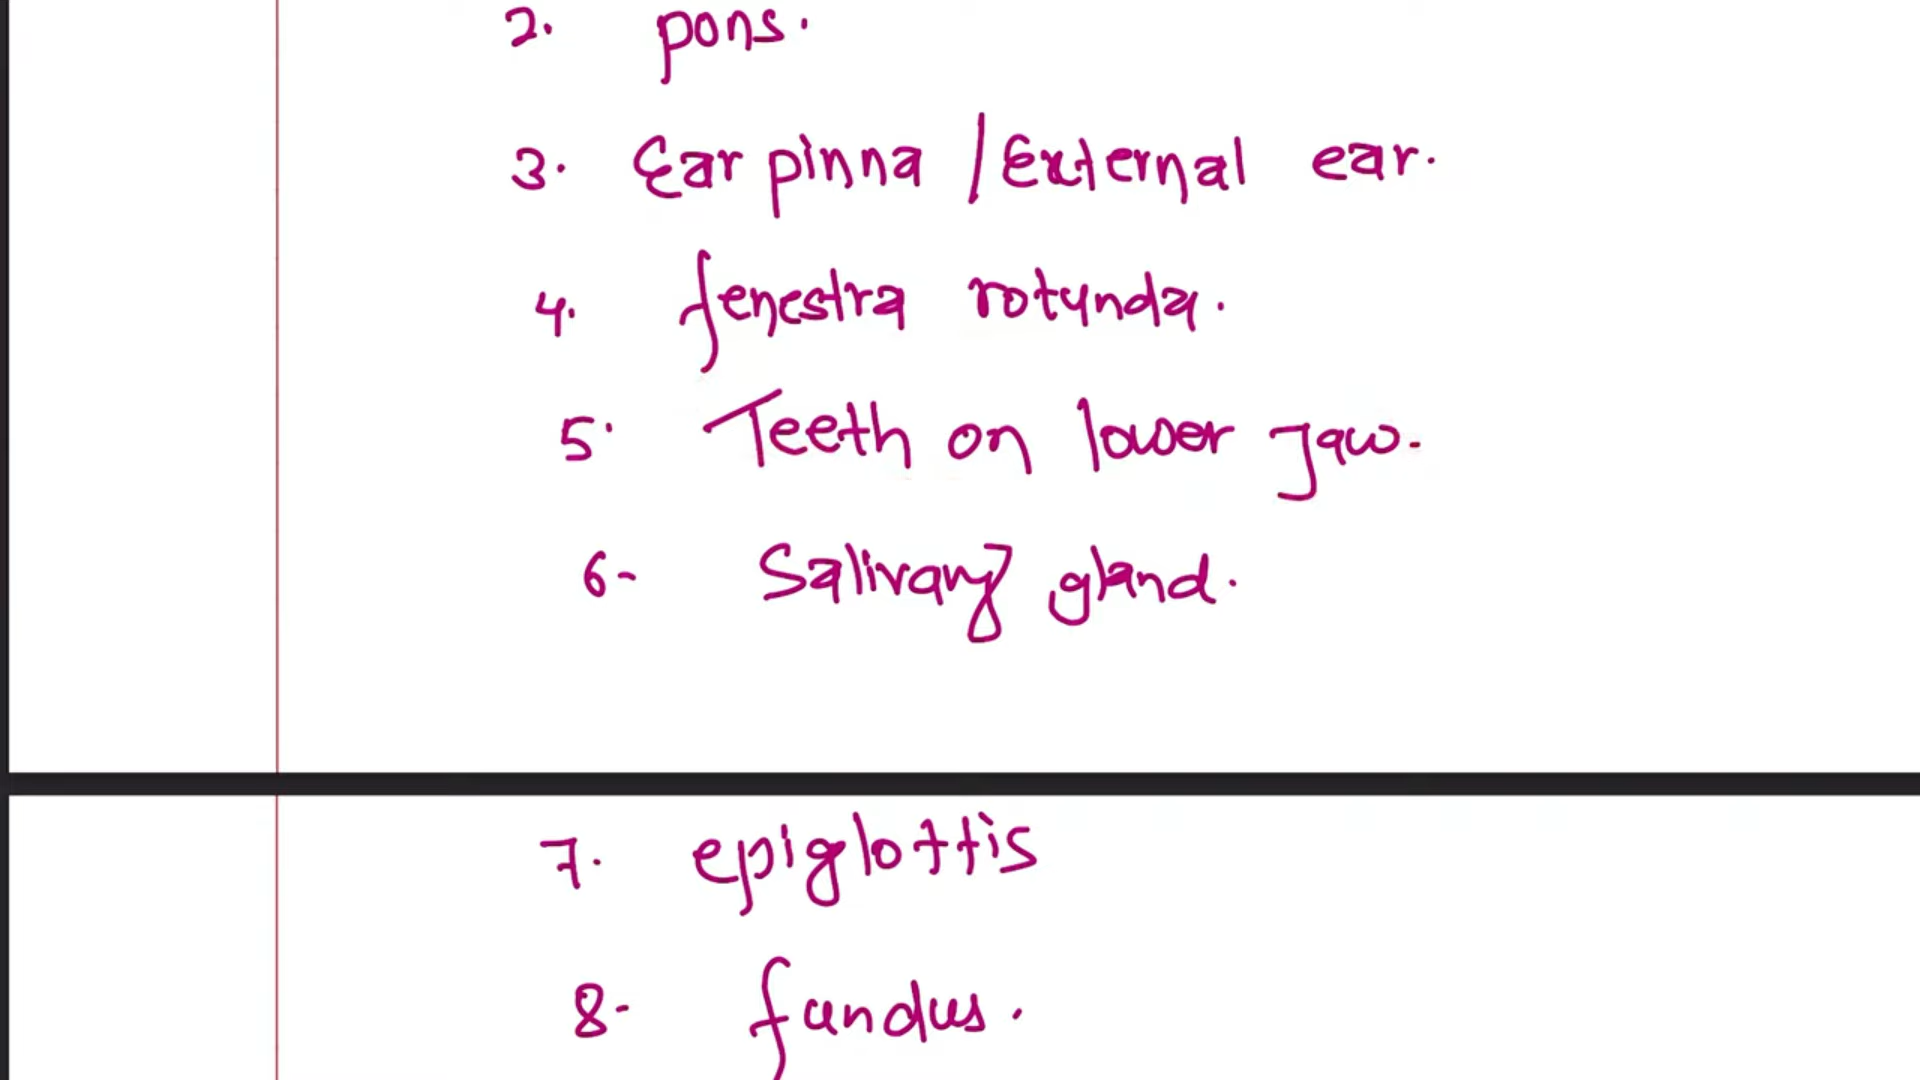 2. pons.
3. Ear pinna / External ear.
4. fenestra rotunda.
5. Teeth on lower Jaw.
6- Salivary gland.
7. epiglottis
8- fundus.